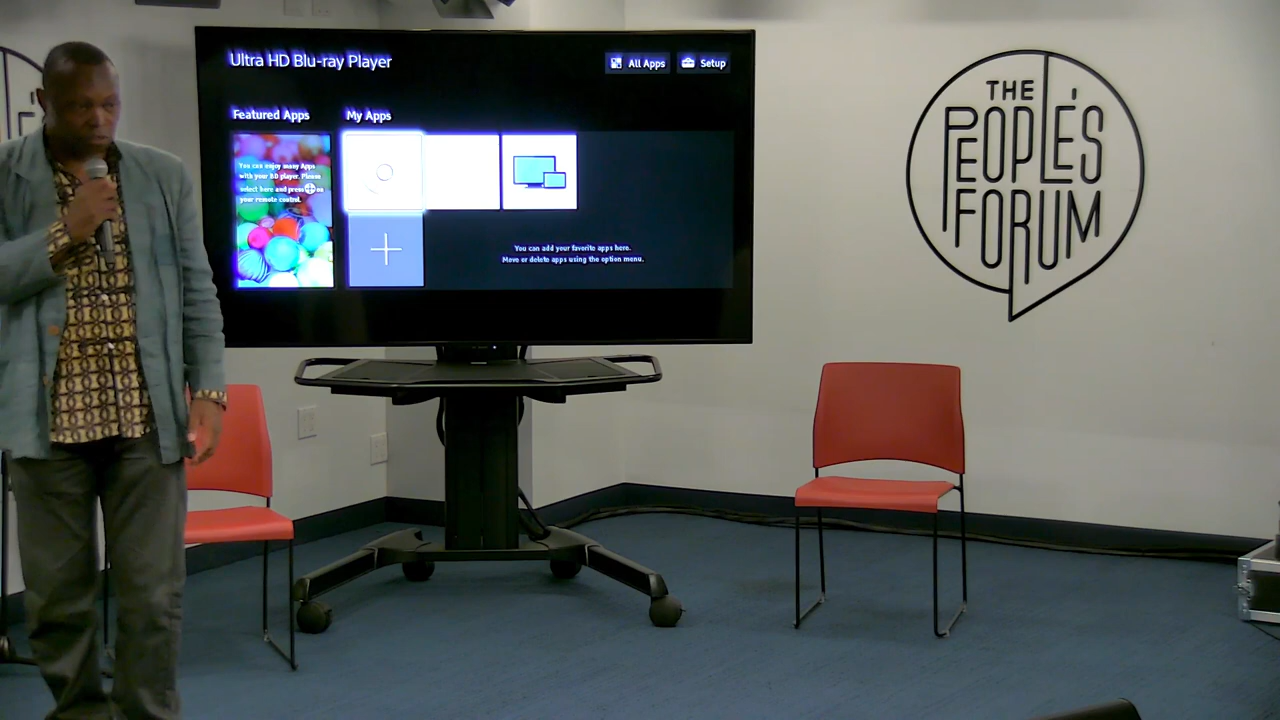 Ultra HD Blu-ray Player
All Apps
Setup
Featured Apps
My Apps
You can enjoy many Apps
with your BD player. Please
select here and press on
your remote control.
You can add your favorite apps here.
Move or delete apps using the option menu.
THE
PEOPLE'S
FORUM